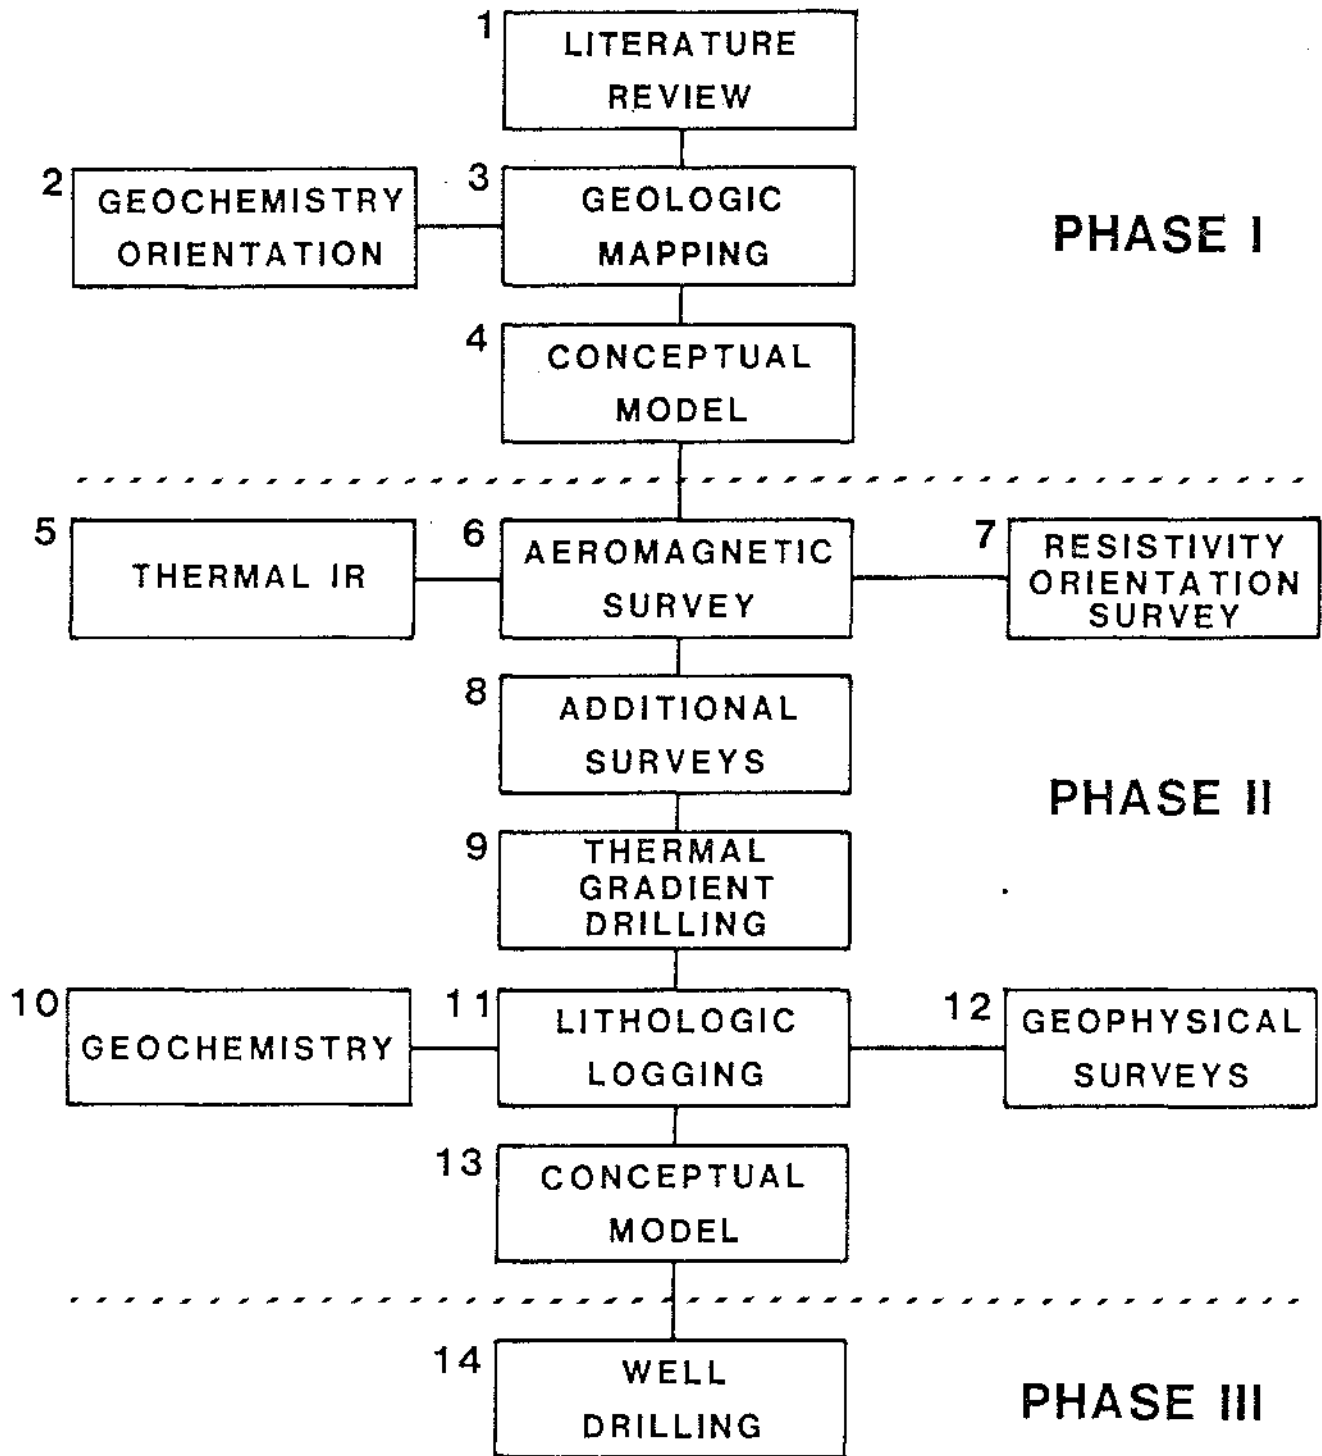 1
LITERATURE
REVIEW
2
GEOCHEMISTRY
ORIENTATION
3
GEOLOGIC
MAPPING
PHASE I
4
CONCEPTUAL
MODEL
5
THERMAL IR
6
AEROMAGNETIC
SURVEY
7
RESISTIVITY
ORIENTATION
SURVEY
8
ADDITIONAL
SURVEYS
PHASE II
9
THERMAL
GRADIENT
DRILLING
10
GEOCHEMISTRY
11
LITHOLOGIC
LOGGING
12
GEOPHYSICAL
SURVEYS
13
CONCEPTUAL
MODEL
14
WELL
DRILLING
PHASE III